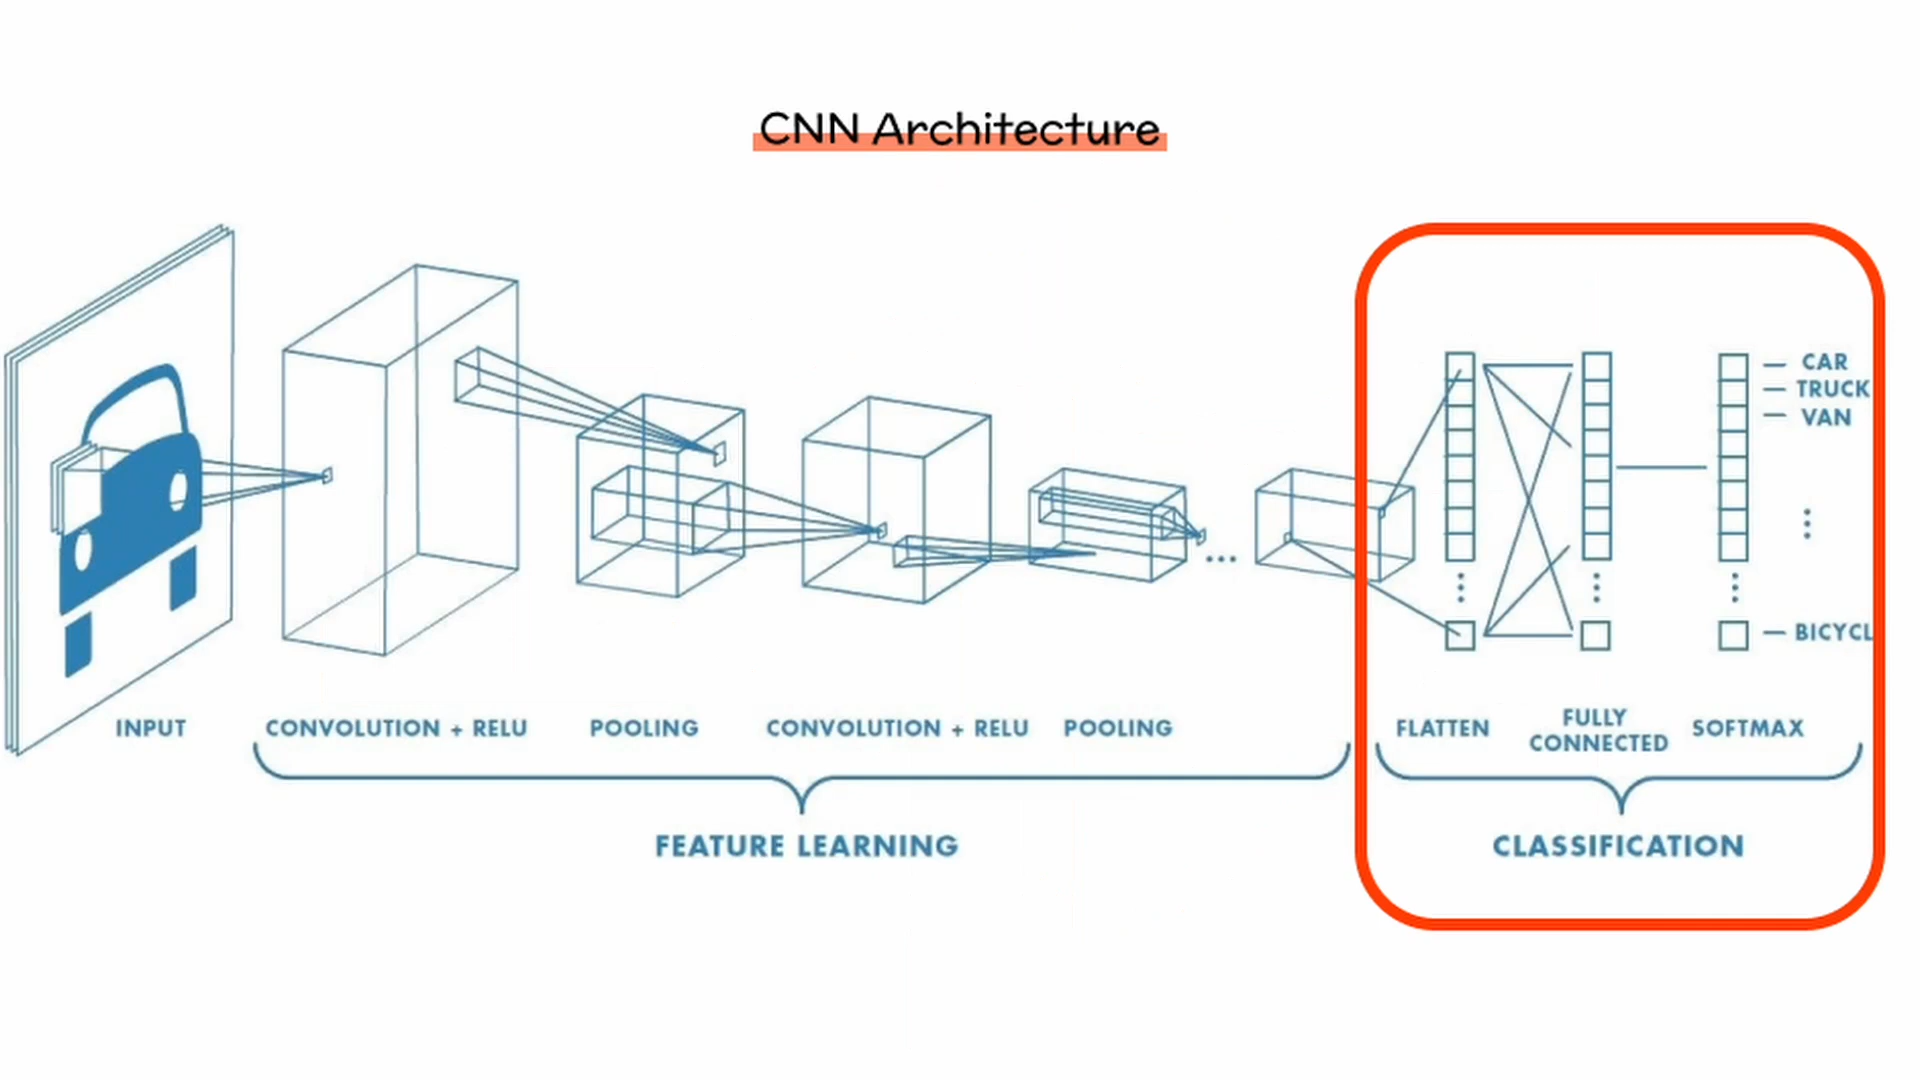 CNN Architecture
CAR
TRUCK
VAN
BICYCL
INPUT
CONVOLUTION + RELU
POOLING
CONVOLUTION + RELU
POOLING
FLATTEN
FULLY
CONNECTED
SOFTMAX
FEATURE LEARNING
CLASSIFICATION